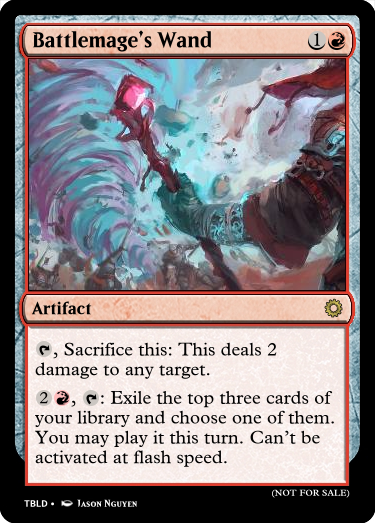 Battlemage's Wand 1
Artifact
, Sacrifice this: This deals 2
damage to any target.
2 , : Exile the top three cards of
your library and choose one of them.
You may play it this turn. Can't be
activated at flash speed.
(NOT FOR SALE)
TBLD • Jason Nguyen